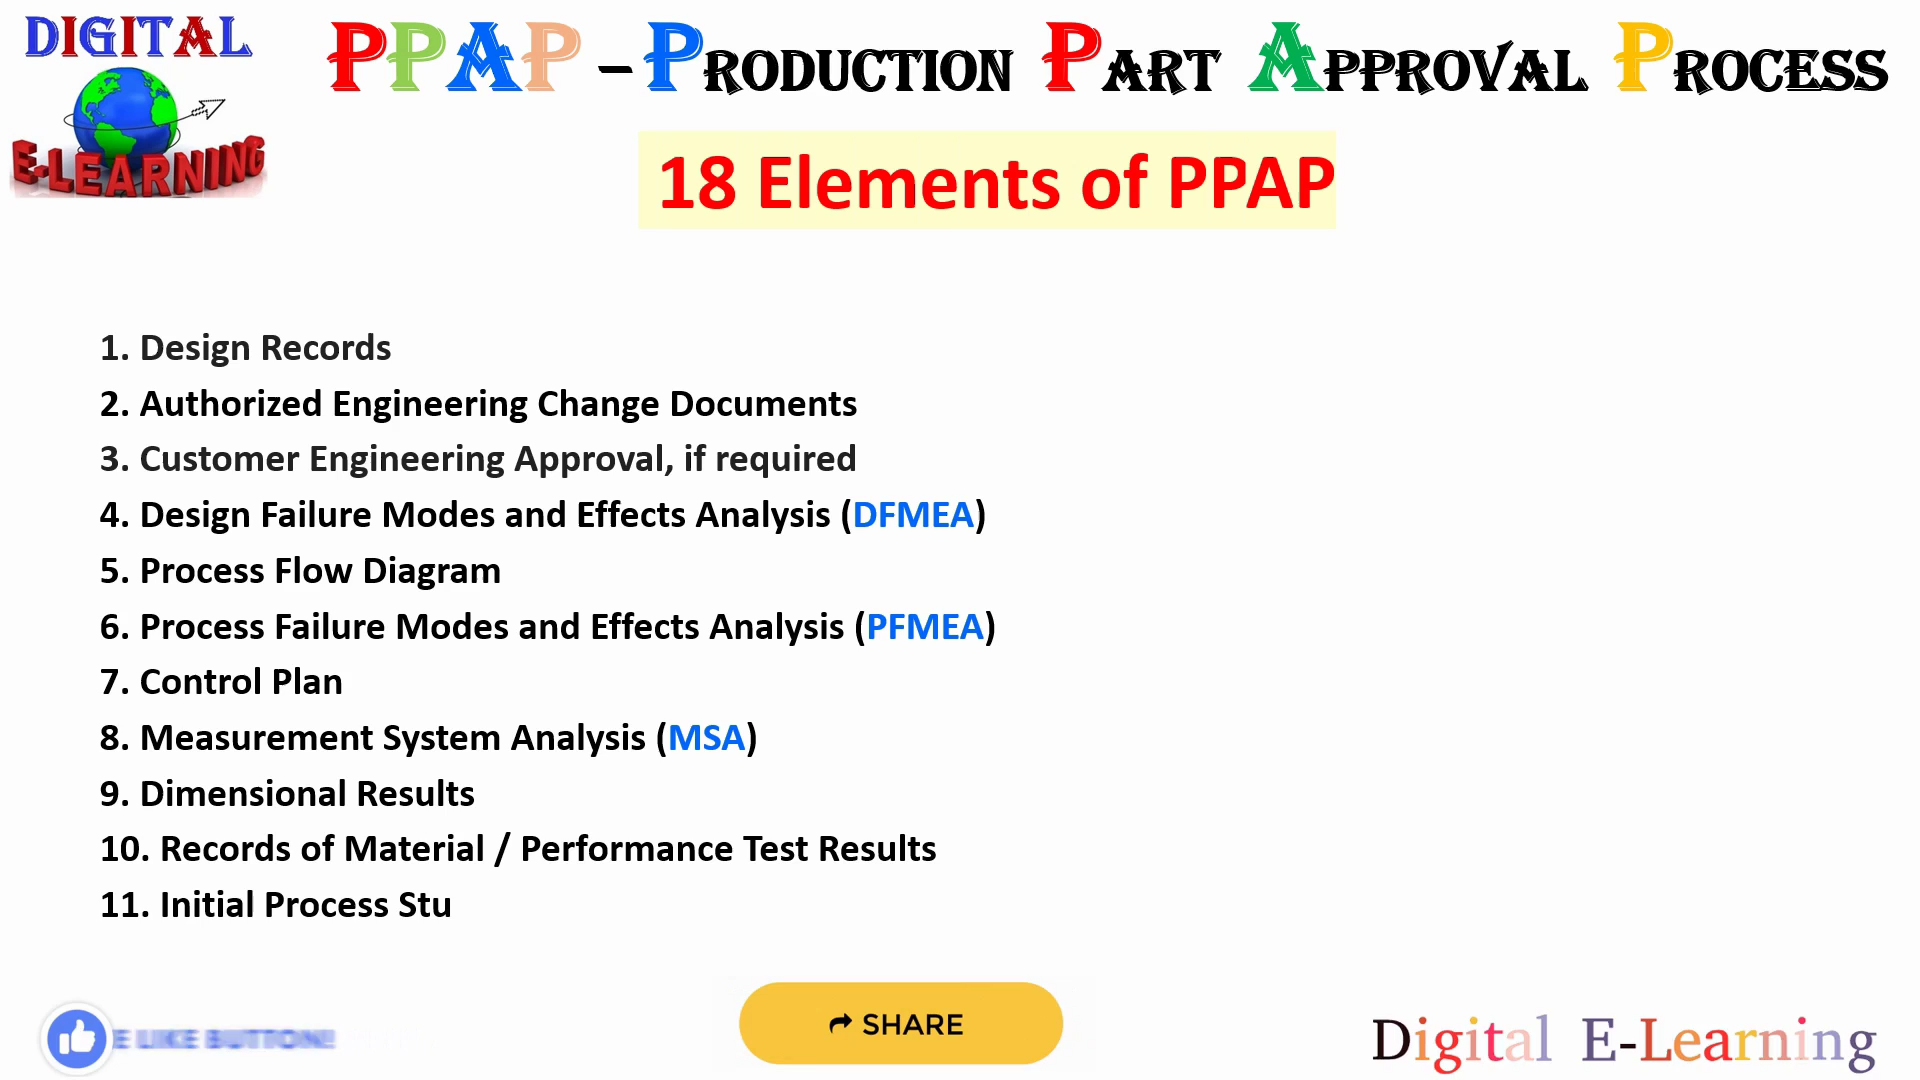 DIGITAL
E-LEARNING
PPAP – PRODUCTION PART APPROVAL PROCESS
18 Elements of PPAP
1. Design Records
2. Authorized Engineering Change Documents
3. Customer Engineering Approval, if required
4. Design Failure Modes and Effects Analysis (DFMEA)
5. Process Flow Diagram
6. Process Failure Modes and Effects Analysis (PFMEA)
7. Control Plan
8. Measurement System Analysis (MSA)
9. Dimensional Results
10. Records of Material / Performance Test Results
11. Initial Process Stu
E LIKE BUTTON!
SHARE
Digital E-Learning